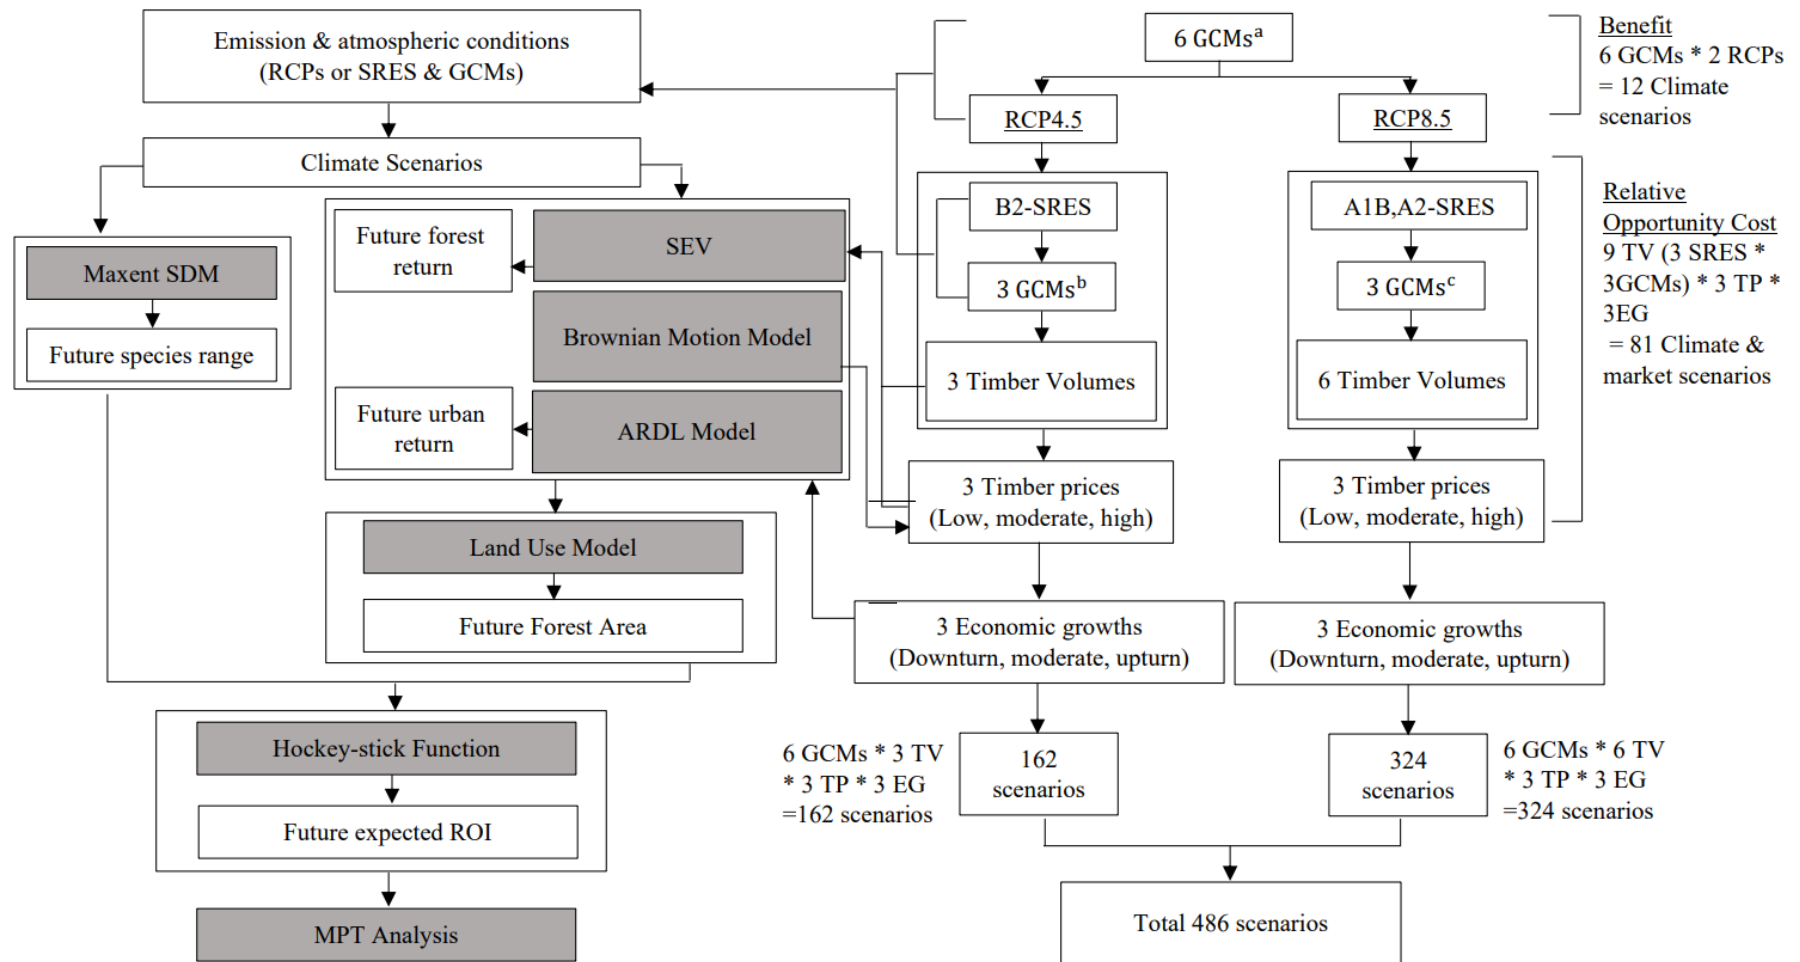 Emission & atmospheric conditions
(RCPs or SRES & GCMs)
Climate Scenarios
Maxent SDM
Future species range
Future forest
return
SEV
Brownian Motion Model
Future urban
return
ARDL Model
Land Use Model
Future Forest Area
Hockey-stick Function
Future expected ROI
MPT Analysis
6 GCMsᵃ
RCP4.5
RCP8.5
B2-SRES
3 GCMsᵇ
3 Timber Volumes
A1B,A2-SRES
3 GCMsᶜ
6 Timber Volumes
3 Timber prices
(Low, moderate, high)
3 Timber prices
(Low, moderate, high)
3 Economic growths
(Downturn, moderate, upturn)
3 Economic growths
(Downturn, moderate, upturn)
6 GCMs * 3 TV
* 3 TP * 3 EG
=162 scenarios
162
scenarios
324
scenarios
6 GCMs * 6 TV
* 3 TP * 3 EG
=324 scenarios
Total 486 scenarios
Benefit
6 GCMs * 2 RCPs
= 12 Climate
scenarios
Relative
Opportunity Cost
9 TV (3 SRES *
3GCMs) * 3 TP *
3EG
= 81 Climate &
market scenarios